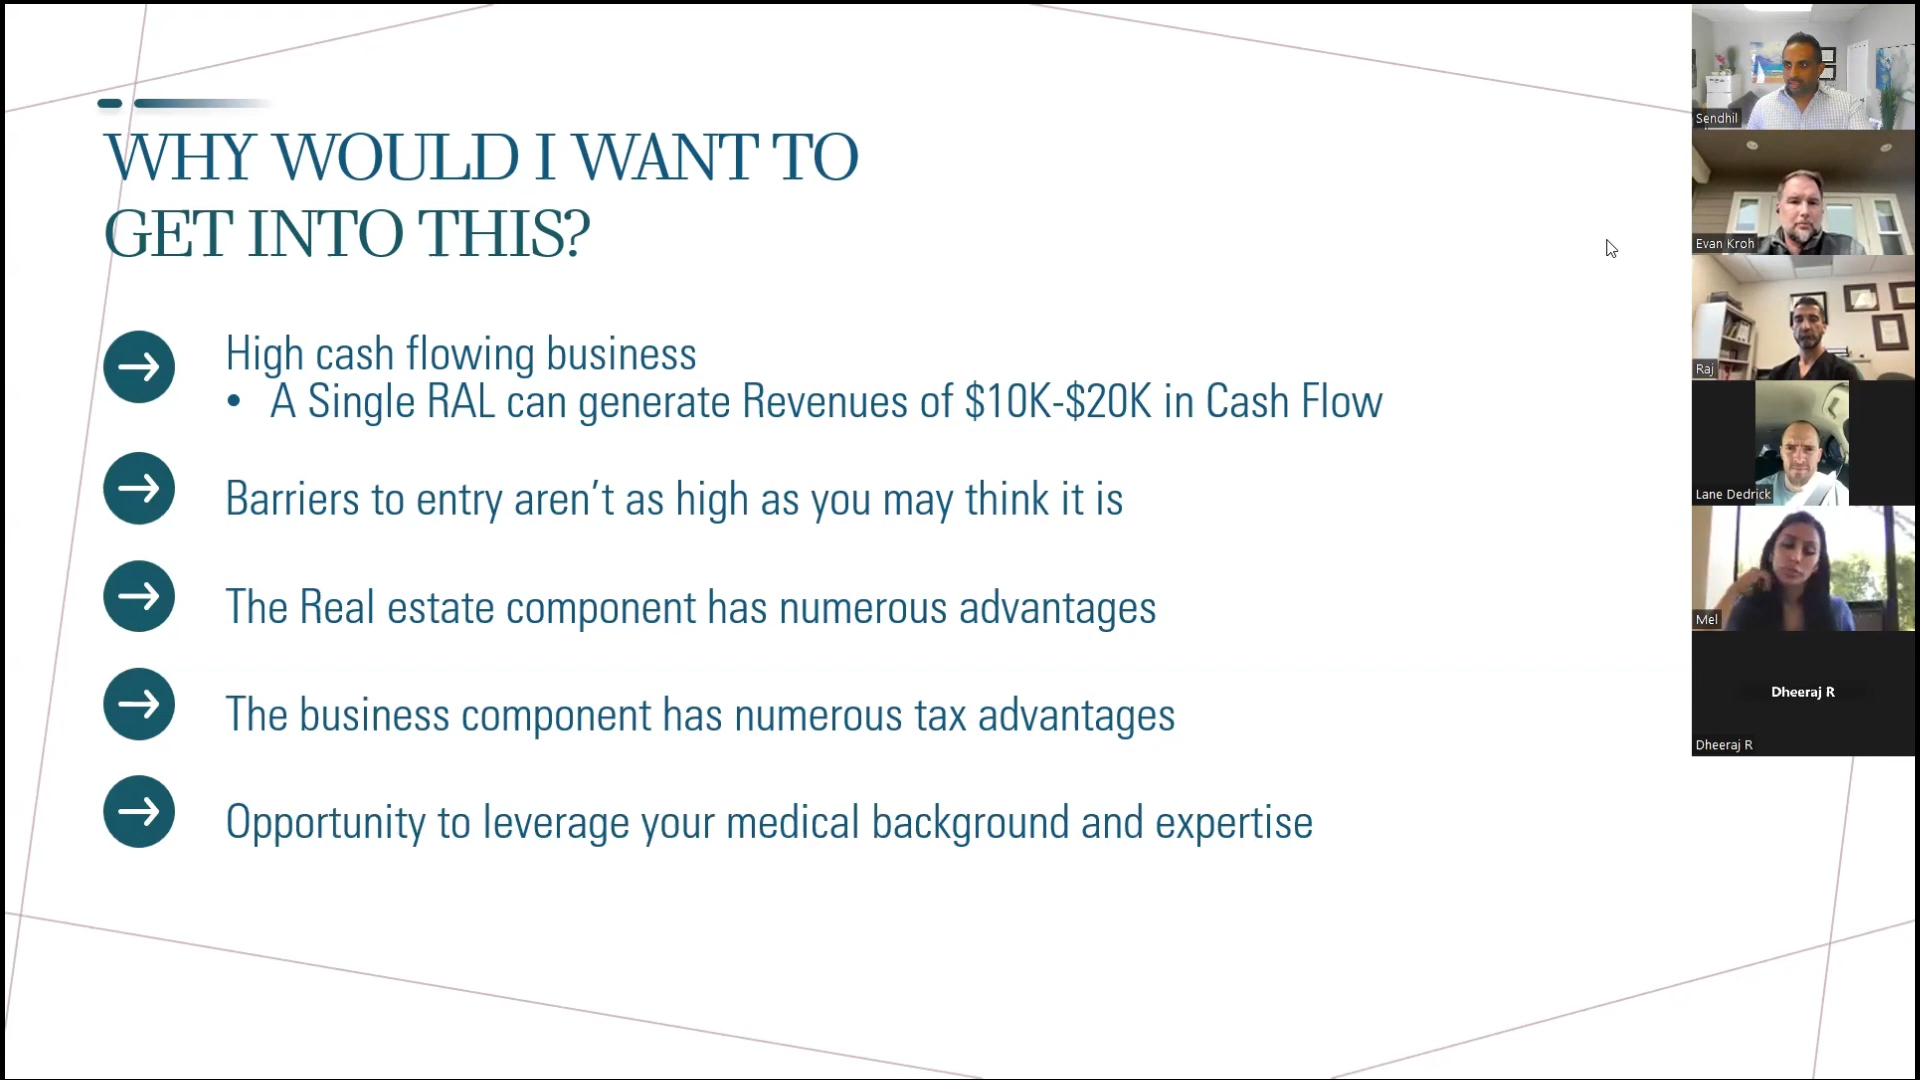 WHY WOULD I WANT TO
GET INTO THIS?
High cash flowing business
• A Single RAL can generate Revenues of $10K-$20K in Cash Flow
Barriers to entry aren’t as high as you may think it is
The Real estate component has numerous advantages
The business component has numerous tax advantages
Opportunity to leverage your medical background and expertise
Sendhil
Evan Kroh
Raj
Lane Dedrick
Mel
Dheeraj R
Dheeraj R